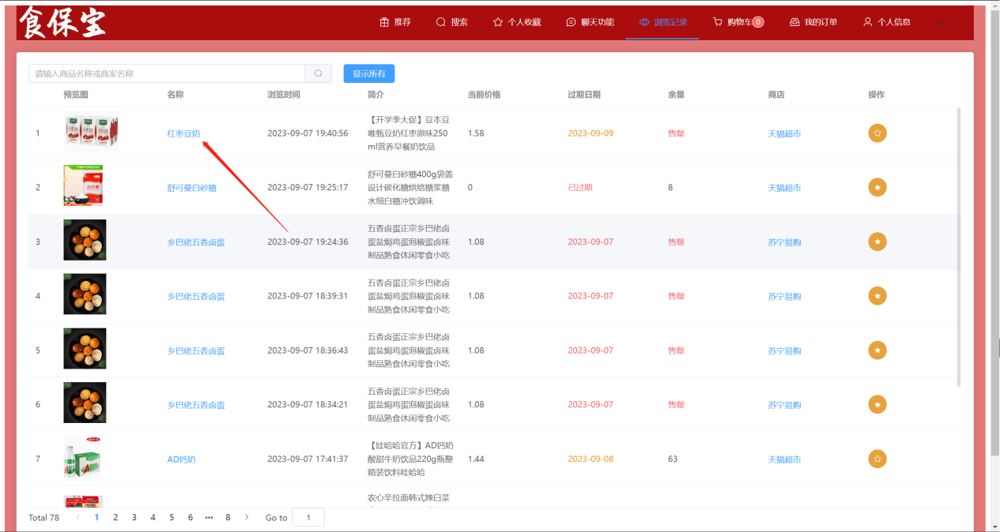 食保宝
推荐 搜索 个人收藏 聊天功能 浏览记录 购物车 0 我的订单 个人信息
请输入商品名称或商家名称 显示所有
预览图 名称 浏览时间 简介 当前价格 过期日期 余量 商店 操作
【开学季大促】豆本豆
1 红枣豆奶 2023-09-07 19:40:56 唯甄豆奶红枣原味250 1.58 2023-09-09 售罄 天猫超市
ml营养早餐奶饮品
舒可曼白砂糖400g袋盖
2 舒可曼白砂糖 2023-09-07 19:25:17 设计碳化糖烘焙糖浆糖 0 已过期 8 天猫超市
水细白糖冲饮调味
五香卤蛋正宗乡巴佬卤
3 乡巴佬五香卤蛋 2023-09-07 19:24:36 蛋盐焗鸡蛋泡椒蛋卤味 1.08 2023-09-07 售罄 苏宁易购
制品熟食休闲零食小吃
五香卤蛋正宗乡巴佬卤
4 乡巴佬五香卤蛋 2023-09-07 18:39:31 蛋盐焗鸡蛋泡椒蛋卤味 1.08 2023-09-07 售罄 苏宁易购
制品熟食休闲零食小吃
五香卤蛋正宗乡巴佬卤
5 乡巴佬五香卤蛋 2023-09-07 18:36:43 蛋盐焗鸡蛋泡椒蛋卤味 1.08 2023-09-07 售罄 苏宁易购
制品熟食休闲零食小吃
五香卤蛋正宗乡巴佬卤
6 乡巴佬五香卤蛋 2023-09-07 18:34:21 蛋盐焗鸡蛋泡椒蛋卤味 1.08 2023-09-07 售罄 苏宁易购
制品熟食休闲零食小吃
【娃哈哈官方】AD钙奶
7 AD钙奶 2023-09-07 17:41:37 酸甜牛奶饮品220g瓶整 1.44 2023-09-08 63 天猫超市
箱装饮料哇哈哈
农心辛拉面韩式辣白菜
Total 78 1 2 3 4 5 6 ••• 8 Go to 1